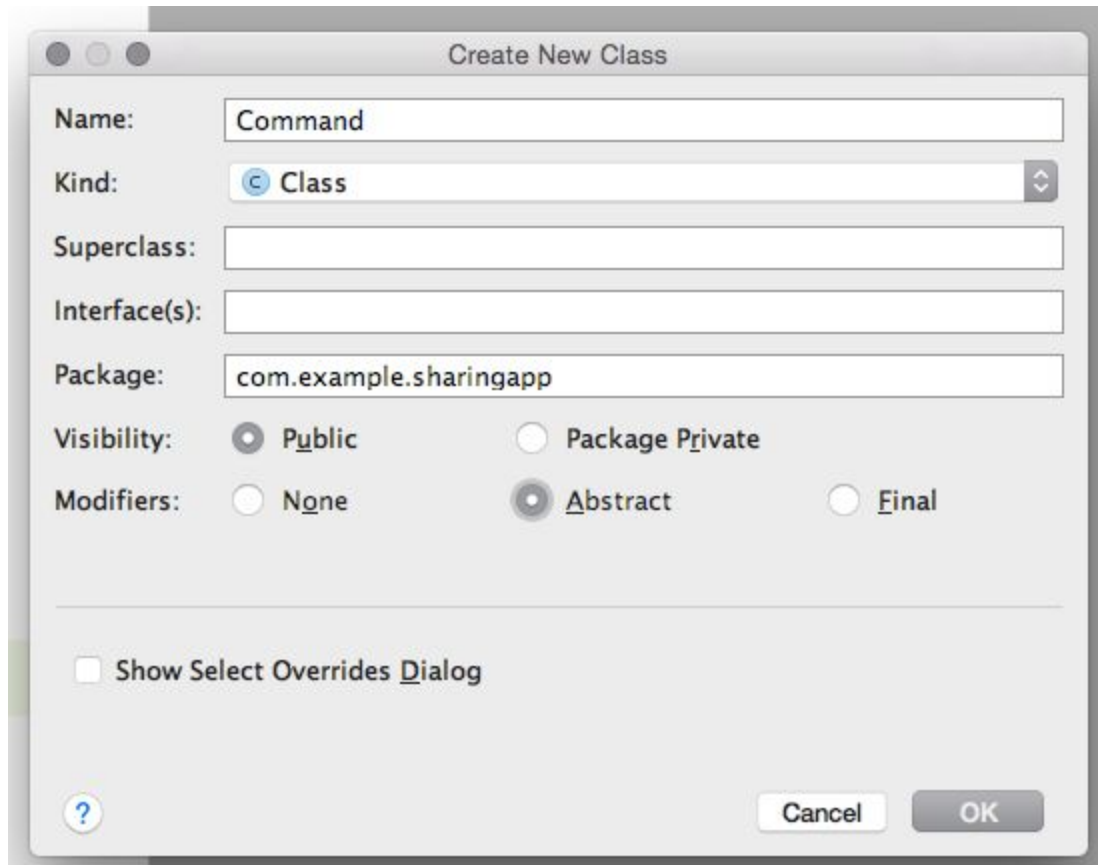 Create New Class
Name: Command
Kind: C Class
Superclass:
Interface(s):
Package: com.example.sharingapp
Visibility: Public Package Private
Modifiers: None Abstract Final
Show Select Overrides Dialog
? Cancel OK